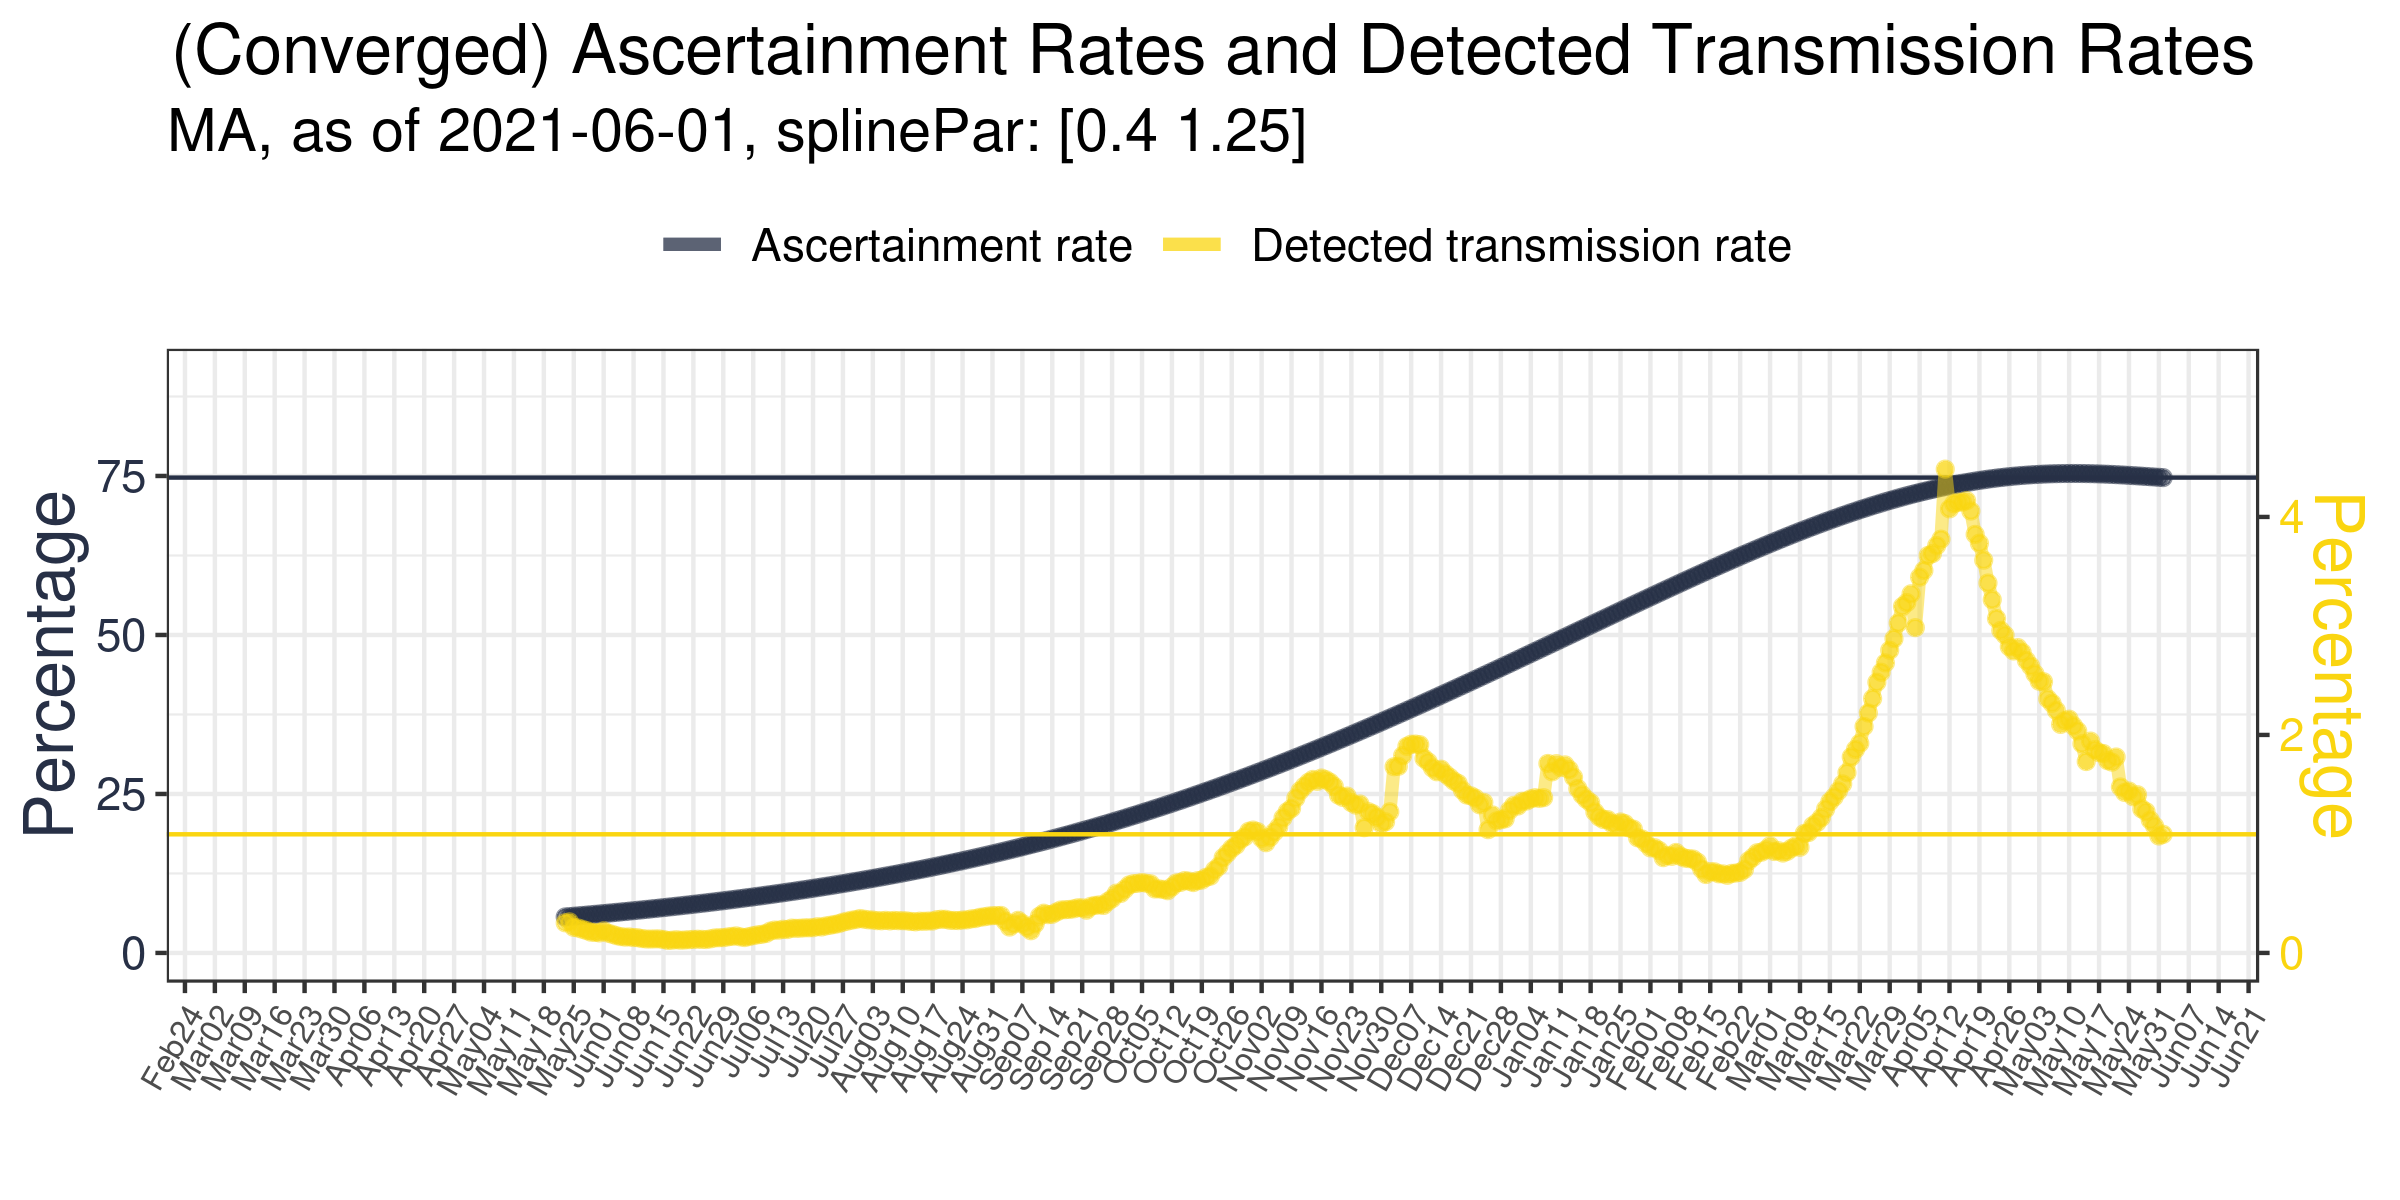 (Converged) Ascertainment Rates and Detected Transmission Rates
MA, as of 2021-06-01, splinePar: [0.4 1.25]
Ascertainment rate
Detected transmission rate
Percentage
75
50
25
0
4
2
0
Percentage
Feb24
Mar02
Mar09
Mar16
Mar23
Mar30
Apr06
Apr13
Apr20
Apr27
May04
May11
May18
May25
Jun01
Jun08
Jun15
Jun22
Jun29
Jul06
Jul13
Jul20
Jul27
Aug03
Aug10
Aug17
Aug24
Aug31
Sep07
Sep14
Sep21
Sep28
Oct05
Oct12
Oct19
Oct26
Nov02
Nov09
Nov16
Nov23
Nov30
Dec07
Dec14
Dec21
Dec28
Jan04
Jan11
Jan18
Jan25
Feb01
Feb08
Feb15
Feb22
Mar01
Mar08
Mar15
Mar22
Mar29
Apr05
Apr12
Apr19
Apr26
May03
May10
May17
May24
May31
Jun07
Jun14
Jun21